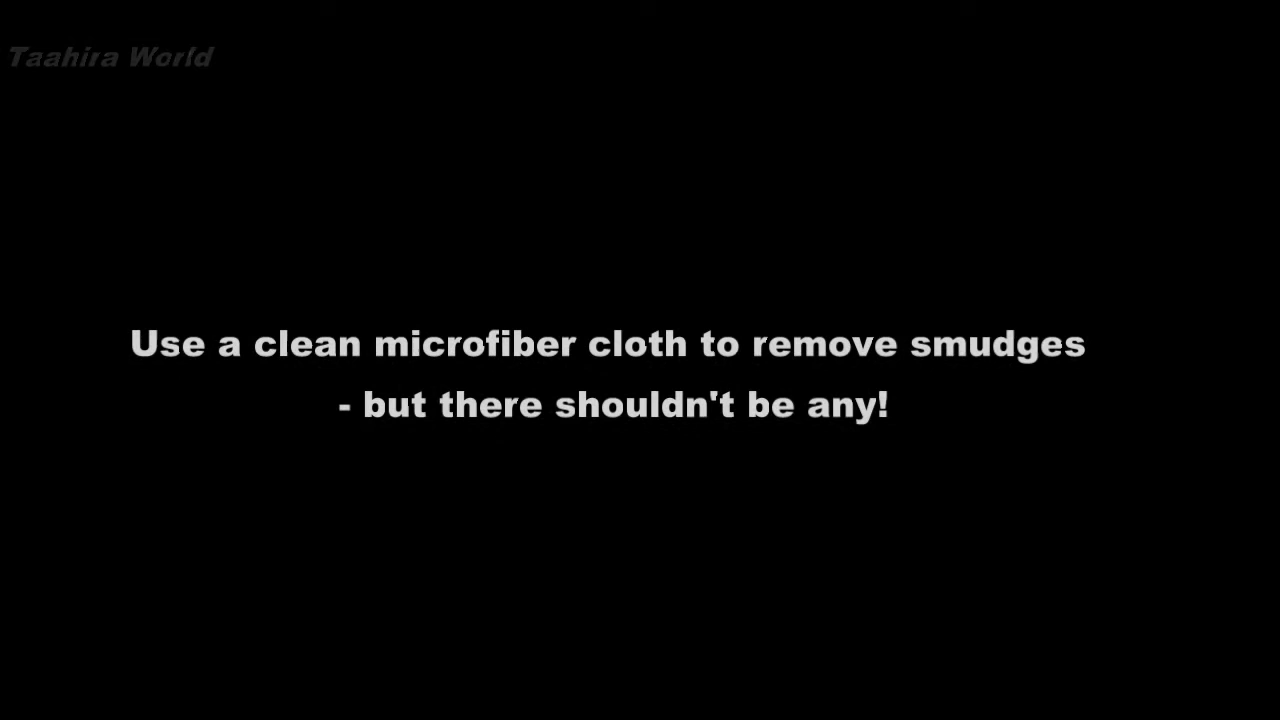 Taahira World
Use a clean microfiber cloth to remove smudges
- but there shouldn't be any!